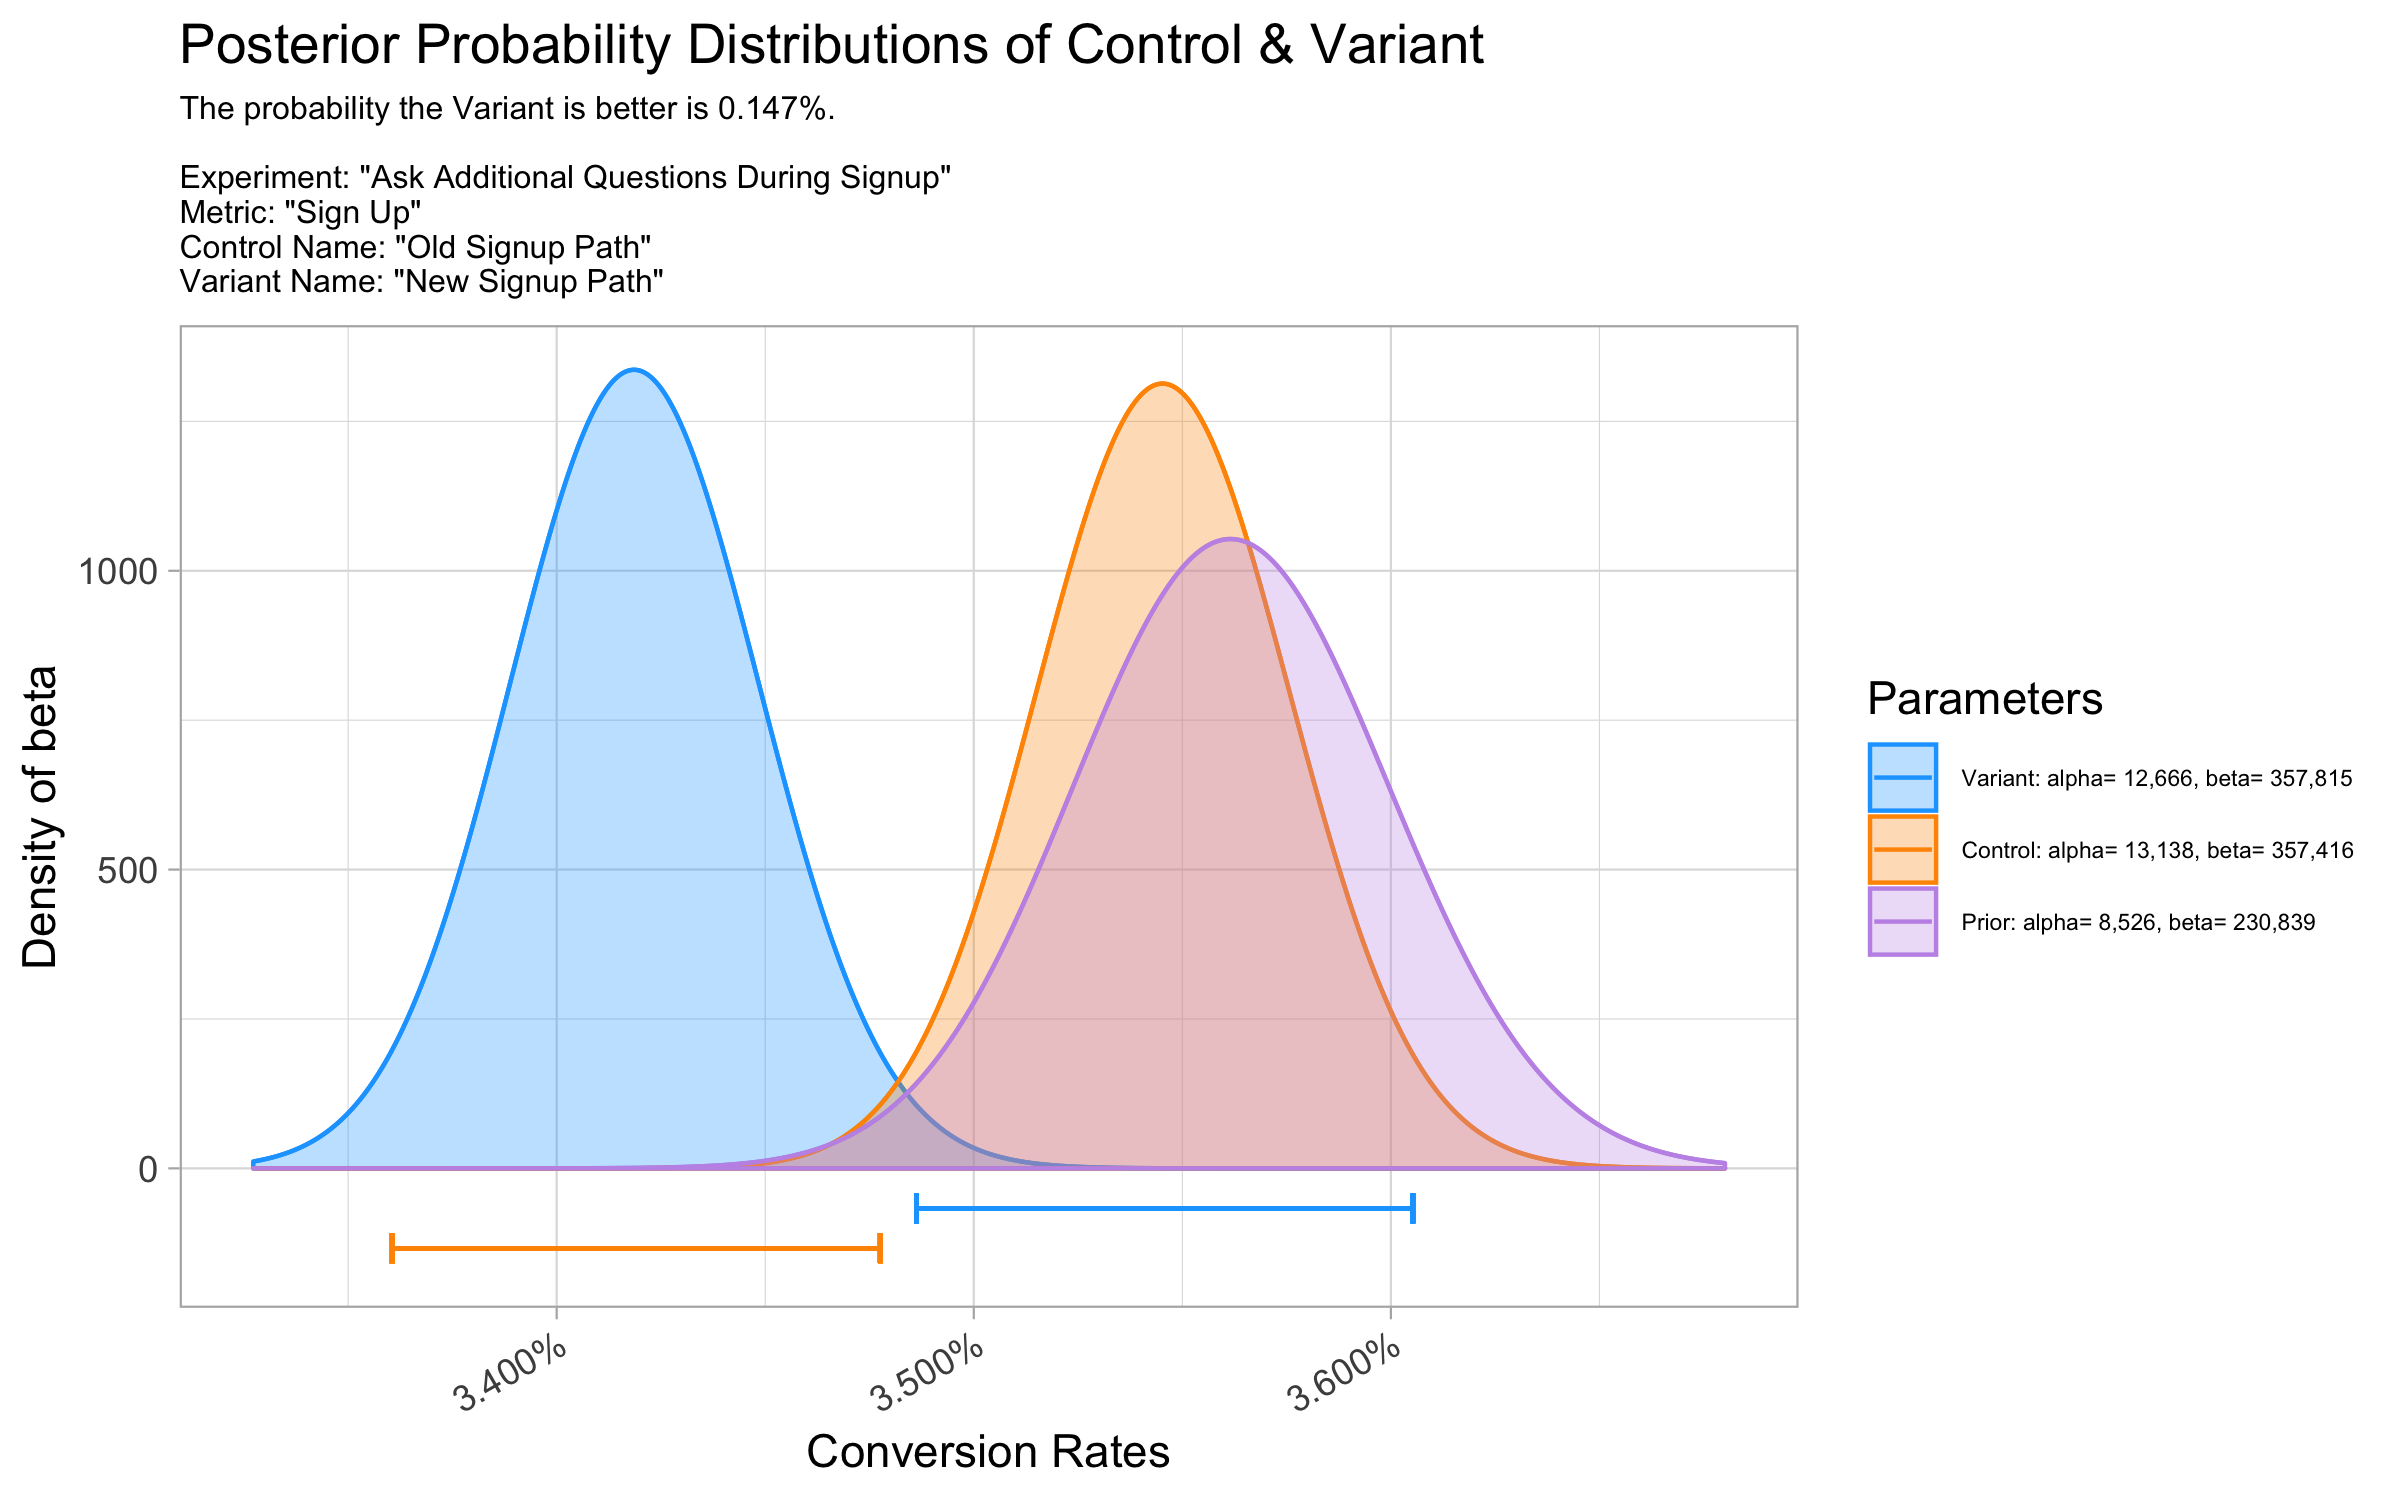 Posterior Probability Distributions of Control & Variant
The probability the Variant is better is 0.147%.
Experiment: "Ask Additional Questions During Signup"
Metric: "Sign Up"
Control Name: "Old Signup Path"
Variant Name: "New Signup Path"
Density of beta
1000
500
0
3.400%
3.500%
3.600%
Conversion Rates
Parameters
Variant: alpha= 12,666, beta= 357,815
Control: alpha= 13,138, beta= 357,416
Prior: alpha= 8,526, beta= 230,839